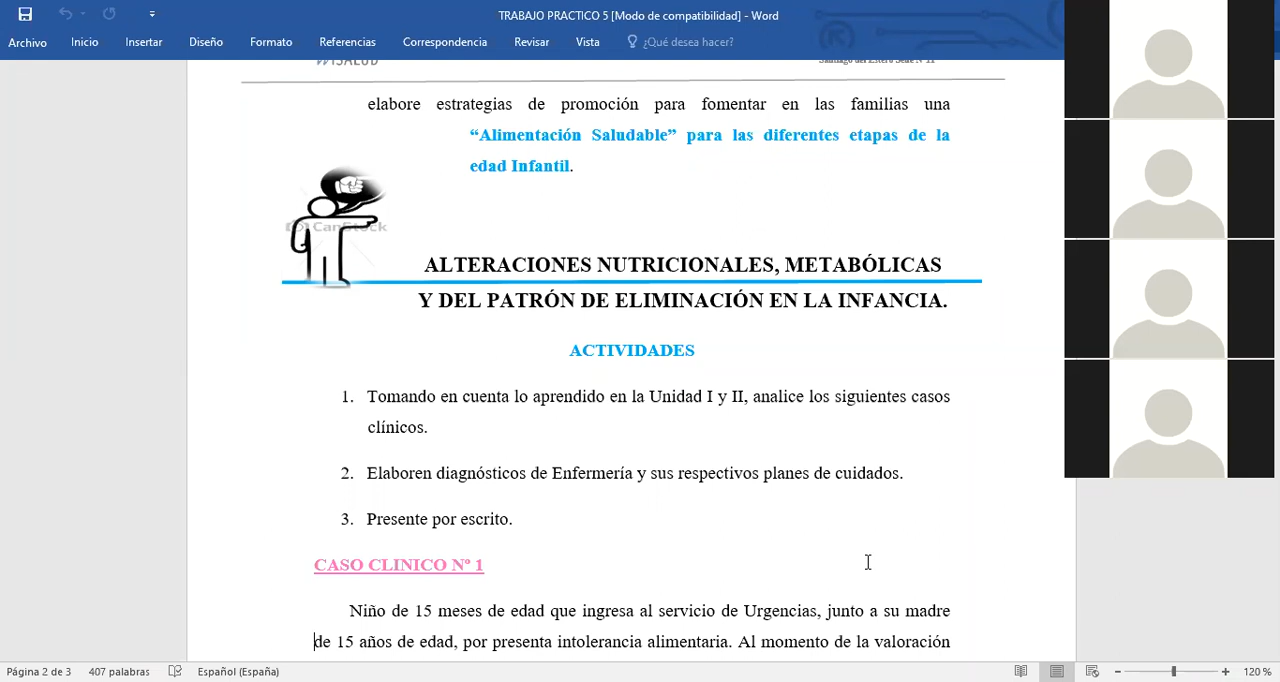 TRABAJO PRACTICO 5 [Modo de compatibilidad] - Word
Archivo Inicio Insertar Diseño Formato Referencias Correspondencia Revisar Vista ¿Qué desea hacer?
elabore estrategias de promoción para fomentar en las familias una
“Alimentación Saludable” para las diferentes etapas de la
edad Infantil.
CanStock
ALTERACIONES NUTRICIONALES, METABÓLICAS
Y DEL PATRÓN DE ELIMINACIÓN EN LA INFANCIA.
ACTIVIDADES
1. Tomando en cuenta lo aprendido en la Unidad I y II, analice los siguientes casos
clínicos.
2. Elaboren diagnósticos de Enfermería y sus respectivos planes de cuidados.
3. Presente por escrito.
CASO CLINICO Nº 1
Niño de 15 meses de edad que ingresa al servicio de Urgencias, junto a su madre
de 15 años de edad, por presenta intolerancia alimentaria. Al momento de la valoración
Página 2 de 3 407 palabras Español (España) 120 %